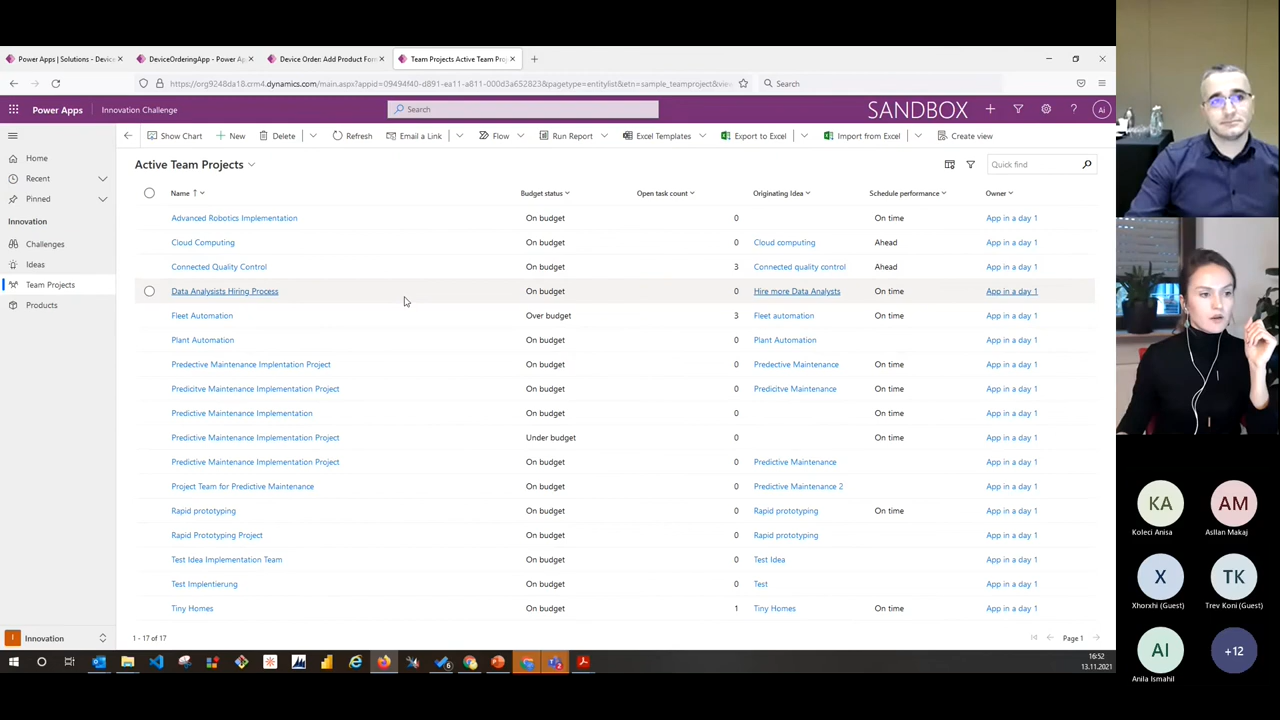 Power Apps | Solutions - Device
DeviceOrderingApp - Power Ap
Device Order: Add Product For
Team Projects Active Team Pro
org9248da18.crm4.dynamics.com/main.aspx?appid=09494f40-d891-ea11-a811-000d3a652823&pagetype=entitylist&etn=sample_teamproject&vie
Search
Power Apps
Innovation Challenge
Search
SANDBOX
Ai
Show Chart
New
Delete
Refresh
Email a Link
Flow
Run Report
Excel Templates
Export to Excel
Import from Excel
Create view
Home
Recent
Pinned
Innovation
Challenges
Ideas
Team Projects
Products
Active Team Projects
Quick find
Name Budget status Open task count Originating Idea Schedule performance Owner
Advanced Robotics Implementation On budget 0 On time App in a day 1
Cloud Computing On budget 0 Cloud computing Ahead App in a day 1
Connected Quality Control On budget 3 Connected quality control Ahead App in a day 1
Data Analysists Hiring Process On budget 0 Hire more Data Analysts On time App in a day 1
Fleet Automation Over budget 3 Fleet automation On time App in a day 1
Plant Automation On budget 0 Plant Automation App in a day 1
Predective Maintenance Implentation Project On budget 0 Predective Maintenance On time App in a day 1
Predicitve Maintenance Implementation Project On budget 0 Predicitve Maintenance On time App in a day 1
Predictive Maintenance Implementation On budget 0 On time App in a day 1
Predictive Maintenance Implementation Project Under budget 0 On time App in a day 1
Predictive Maintenance Implementation Project On budget 0 Predictive Maintenance App in a day 1
Project Team for Predictive Maintenance On budget 0 Predictive Maintenance 2 App in a day 1
Rapid prototyping On budget 0 Rapid prototyping On time App in a day 1
Rapid Prototyping Project On budget 0 Rapid prototyping App in a day 1
Test Idea Implementation Team On budget 0 Test Idea App in a day 1
Test Implentierung On budget 0 Test App in a day 1
Tiny Homes On budget 1 Tiny Homes On time App in a day 1
I Innovation
1 - 17 of 17
Page 1
16:52
13.11.2021
KA
Koleci Anisa
AM
Asllan Makaj
X
Xhorxhi (Guest)
TK
Trev Koni (Guest)
AI
Anila Ismahil
+12